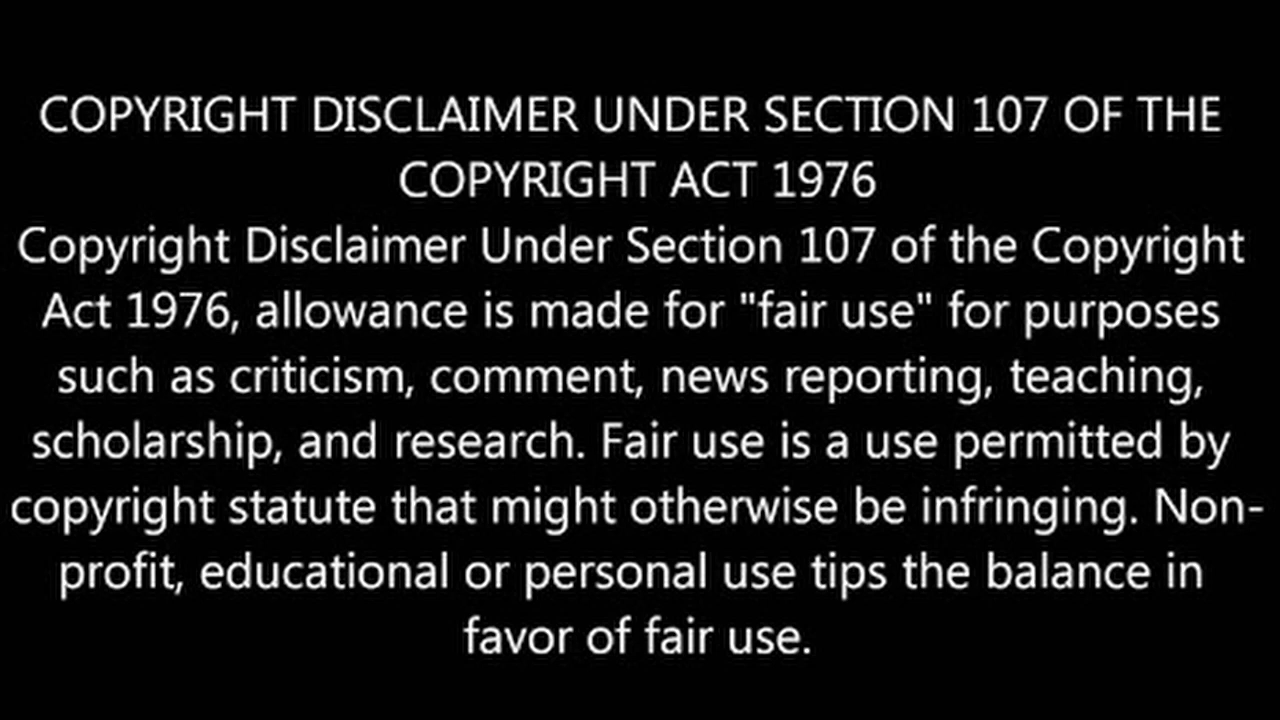 COPYRIGHT DISCLAIMER UNDER SECTION 107 OF THE
COPYRIGHT ACT 1976
Copyright Disclaimer Under Section 107 of the Copyright
Act 1976, allowance is made for "fair use" for purposes
such as criticism, comment, news reporting, teaching,
scholarship, and research. Fair use is a use permitted by
copyright statute that might otherwise be infringing. Non-
profit, educational or personal use tips the balance in
favor of fair use.